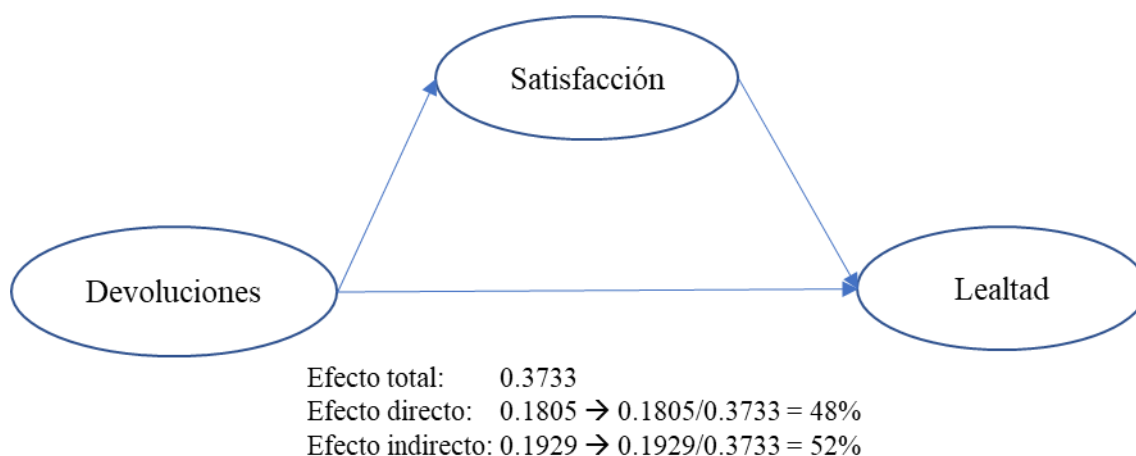 Satisfacción
Devoluciones
Lealtad
Efecto total: 0.3733
Efecto directo: 0.1805 → 0.1805/0.3733 = 48%
Efecto indirecto: 0.1929 → 0.1929/0.3733 = 52%